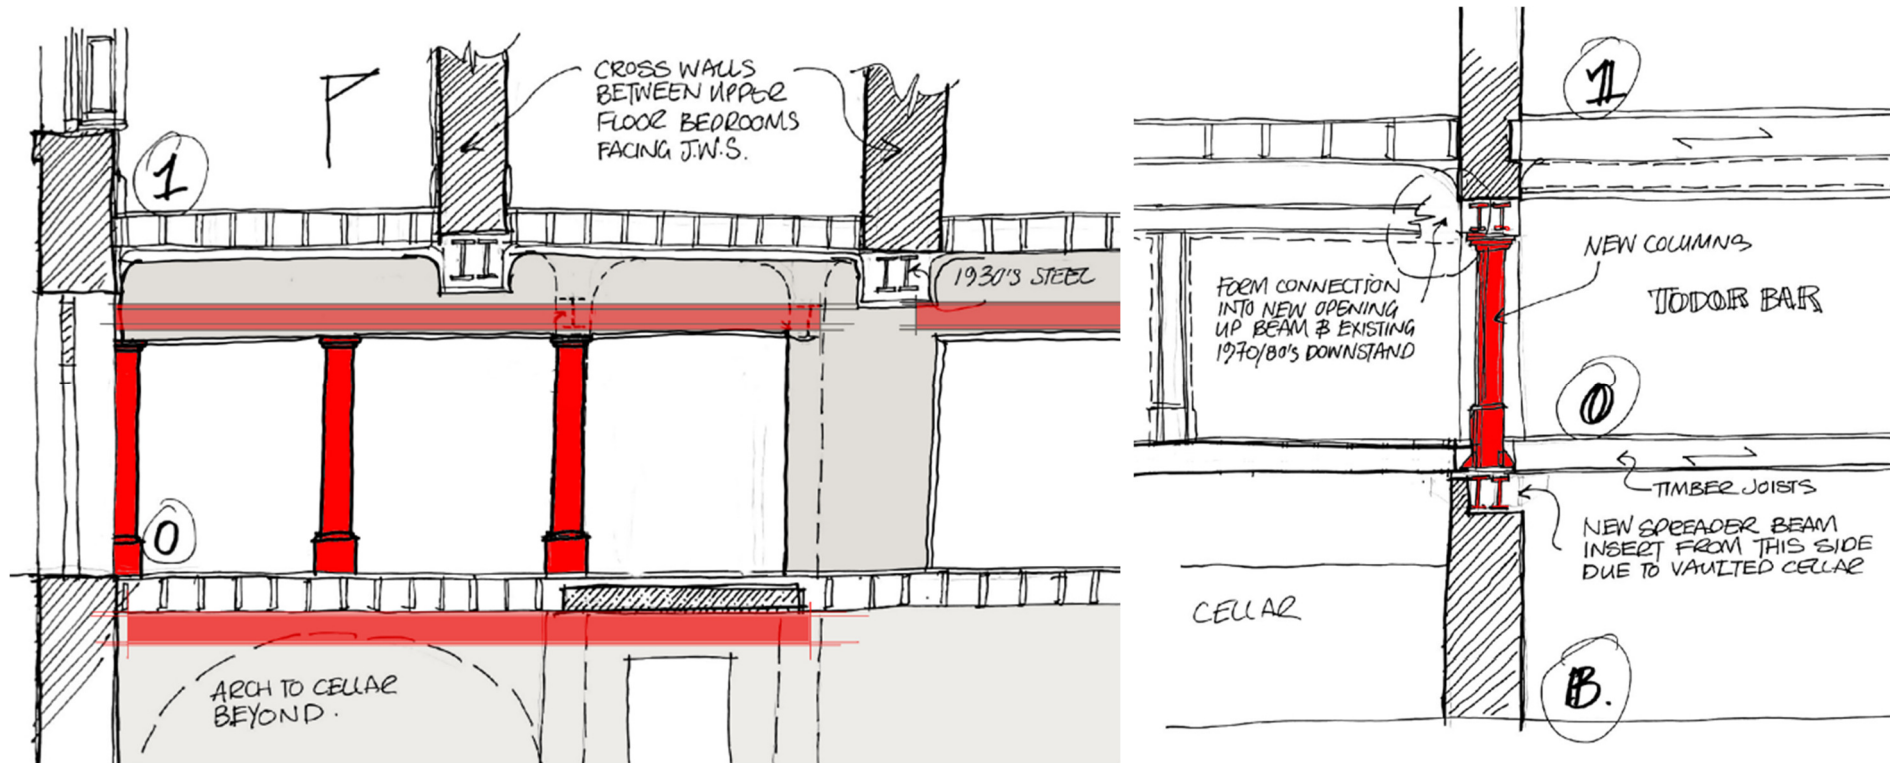 CROSS WALLS
BETWEEN UPPER
FLOOR BEDROOMS
FACING J.W.S.
1
1930'S STEEL
0
ARCH TO CELLAR
BEYOND.
1
NEW COLUMNS
TODOR BAR
FORM CONNECTION
INTO NEW OPENING
UP BEAM & EXISTING
1970/80's DOWNSTAND
0
TIMBER JOISTS
NEW SPREADER BEAM
INSERT FROM THIS SIDE
DUE TO VAULTED CELLAR
CELLAR
B.